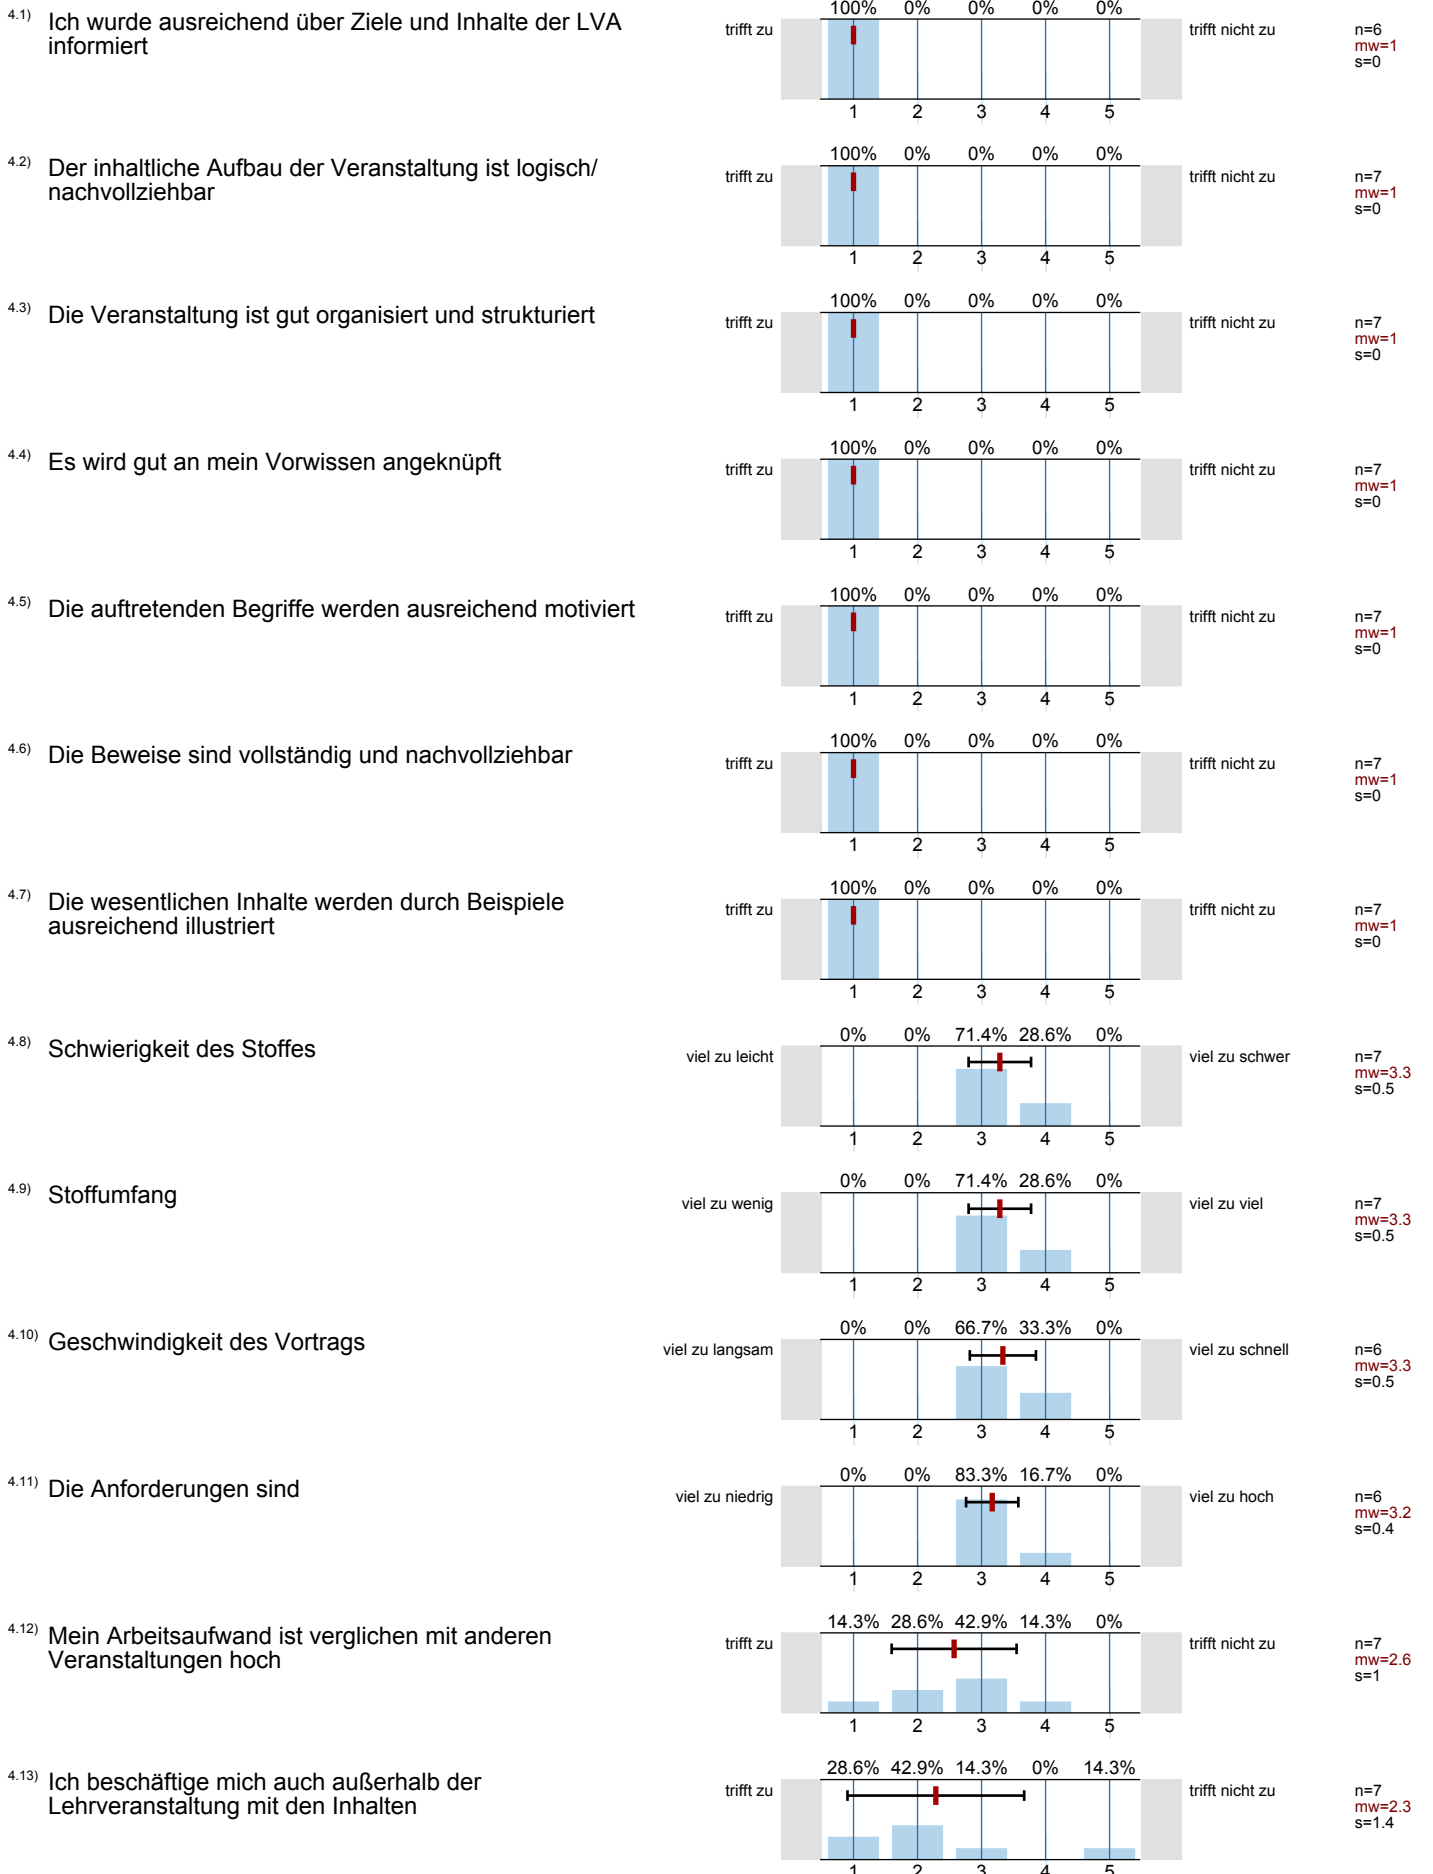 4.1) Ich wurde ausreichend über Ziele und Inhalte der LVA
informiert
100% 0% 0% 0% 0%
trifft zu
trifft nicht zu
n=6
mw=1
s=0
1 2 3 4 5
4.2) Der inhaltliche Aufbau der Veranstaltung ist logisch/
nachvollziehbar
100% 0% 0% 0% 0%
trifft zu
trifft nicht zu
n=7
mw=1
s=0
1 2 3 4 5
4.3) Die Veranstaltung ist gut organisiert und strukturiert
100% 0% 0% 0% 0%
trifft zu
trifft nicht zu
n=7
mw=1
s=0
1 2 3 4 5
4.4) Es wird gut an mein Vorwissen angeknüpft
100% 0% 0% 0% 0%
trifft zu
trifft nicht zu
n=7
mw=1
s=0
1 2 3 4 5
4.5) Die auftretenden Begriffe werden ausreichend motiviert
100% 0% 0% 0% 0%
trifft zu
trifft nicht zu
n=7
mw=1
s=0
1 2 3 4 5
4.6) Die Beweise sind vollständig und nachvollziehbar
100% 0% 0% 0% 0%
trifft zu
trifft nicht zu
n=7
mw=1
s=0
1 2 3 4 5
4.7) Die wesentlichen Inhalte werden durch Beispiele
ausreichend illustriert
100% 0% 0% 0% 0%
trifft zu
trifft nicht zu
n=7
mw=1
s=0
1 2 3 4 5
4.8) Schwierigkeit des Stoffes
0% 0% 71.4% 28.6% 0%
viel zu leicht
viel zu schwer
n=7
mw=3.3
s=0.5
1 2 3 4 5
4.9) Stoffumfang
0% 0% 71.4% 28.6% 0%
viel zu wenig
viel zu viel
n=7
mw=3.3
s=0.5
1 2 3 4 5
4.10) Geschwindigkeit des Vortrags
0% 0% 66.7% 33.3% 0%
viel zu langsam
viel zu schnell
n=6
mw=3.3
s=0.5
1 2 3 4 5
4.11) Die Anforderungen sind
0% 0% 83.3% 16.7% 0%
viel zu niedrig
viel zu hoch
n=6
mw=3.2
s=0.4
1 2 3 4 5
4.12) Mein Arbeitsaufwand ist verglichen mit anderen
Veranstaltungen hoch
14.3% 28.6% 42.9% 14.3% 0%
trifft zu
trifft nicht zu
n=7
mw=2.6
s=1
1 2 3 4 5
4.13) Ich beschäftige mich auch außerhalb der
Lehrveranstaltung mit den Inhalten
28.6% 42.9% 14.3% 0% 14.3%
trifft zu
trifft nicht zu
n=7
mw=2.3
s=1.4
1 2 3 4 5